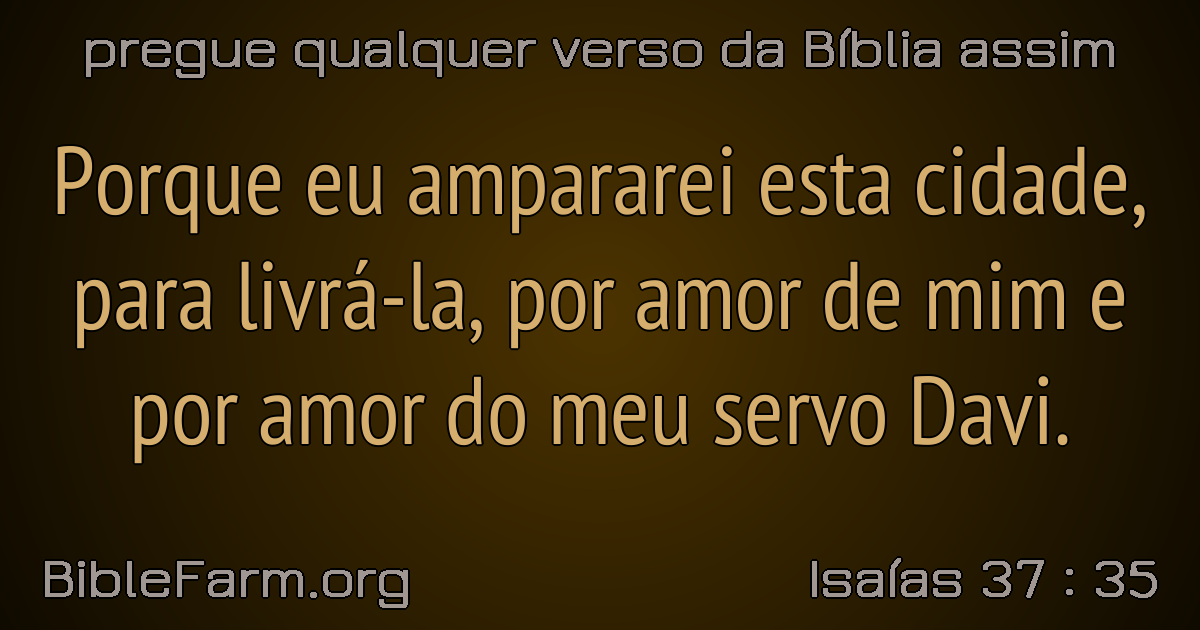 pregue qualquer verso da Bíblia assim
Porque eu ampararei esta cidade,
para livrá-la, por amor de mim e
por amor do meu servo Davi.
BibleFarm.org
Isaías 37 : 35